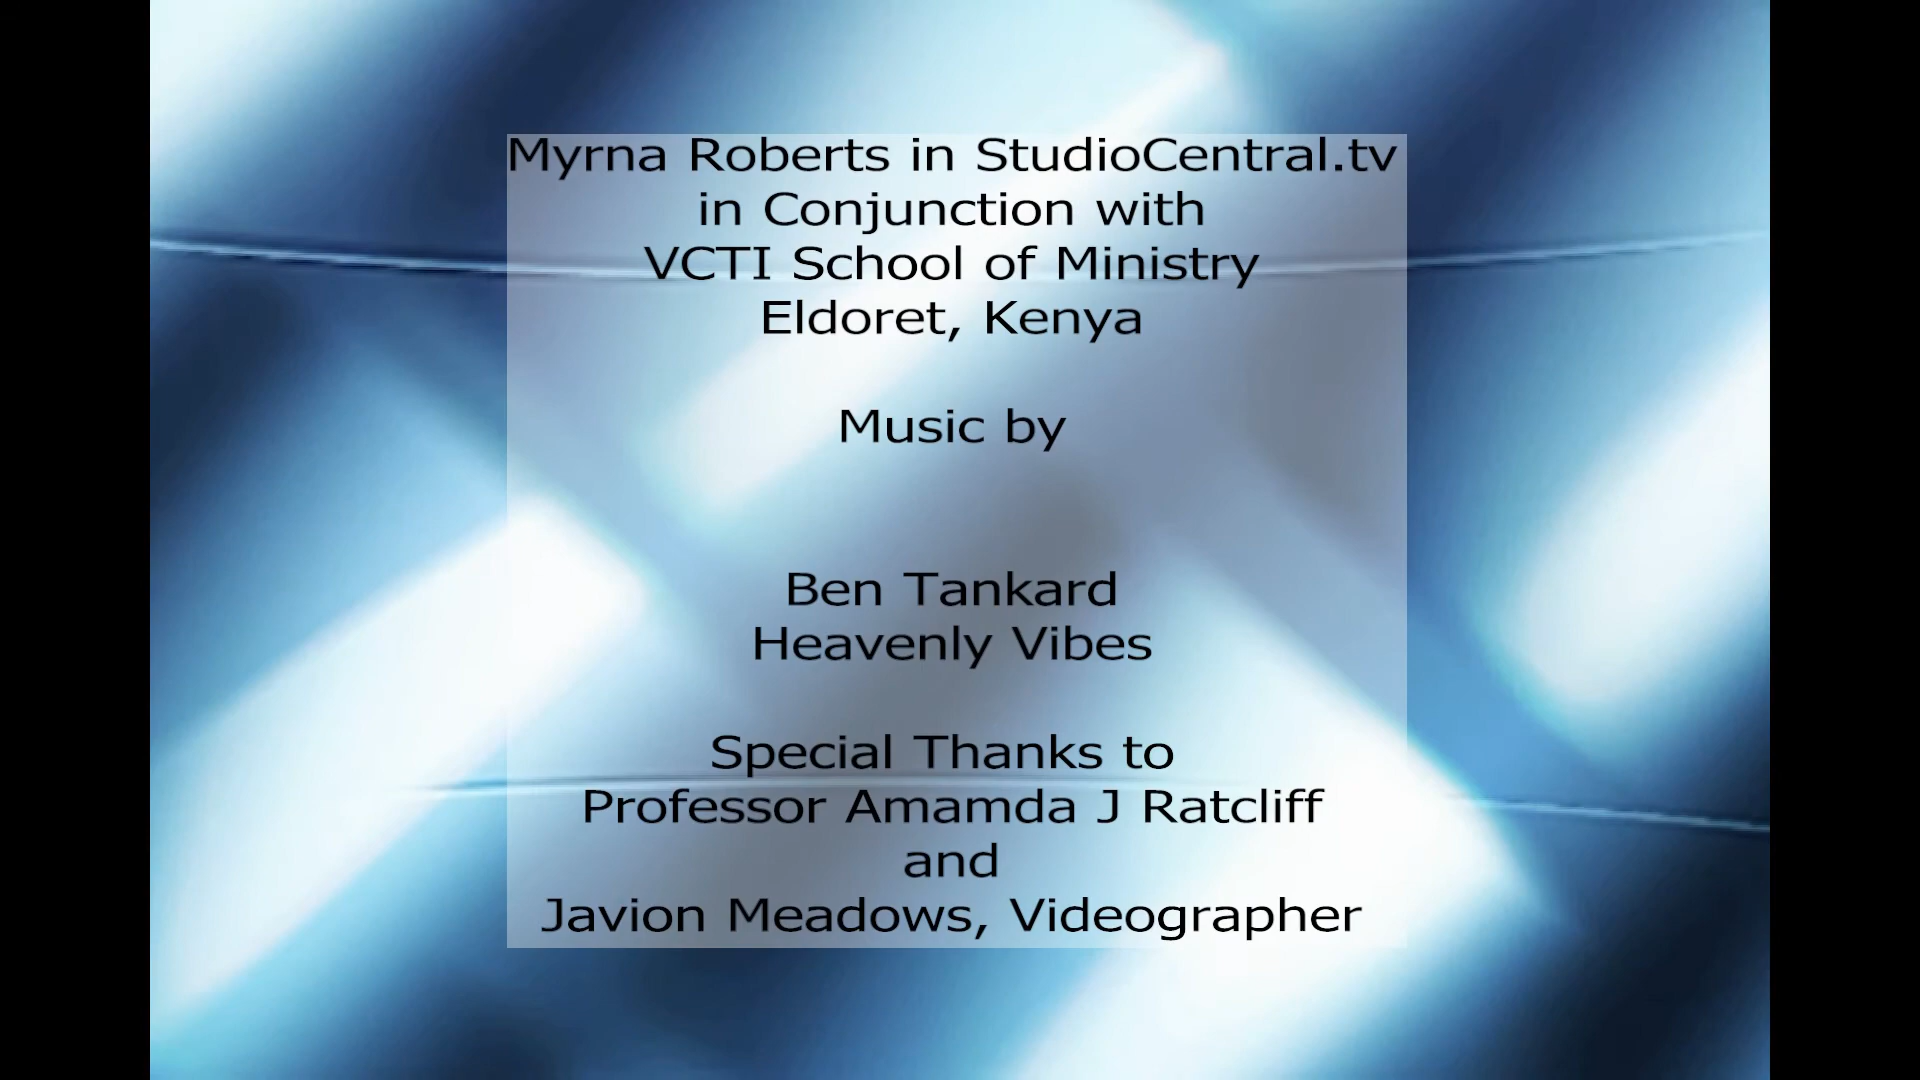 Myrna Roberts in StudioCentral.tv
in Conjunction with
VCTI School of Ministry
Eldoret, Kenya
Music by
Ben Tankard
Heavenly Vibes
Special Thanks to
Professor Amamda J Ratcliff
and
Javion Meadows, Videographer